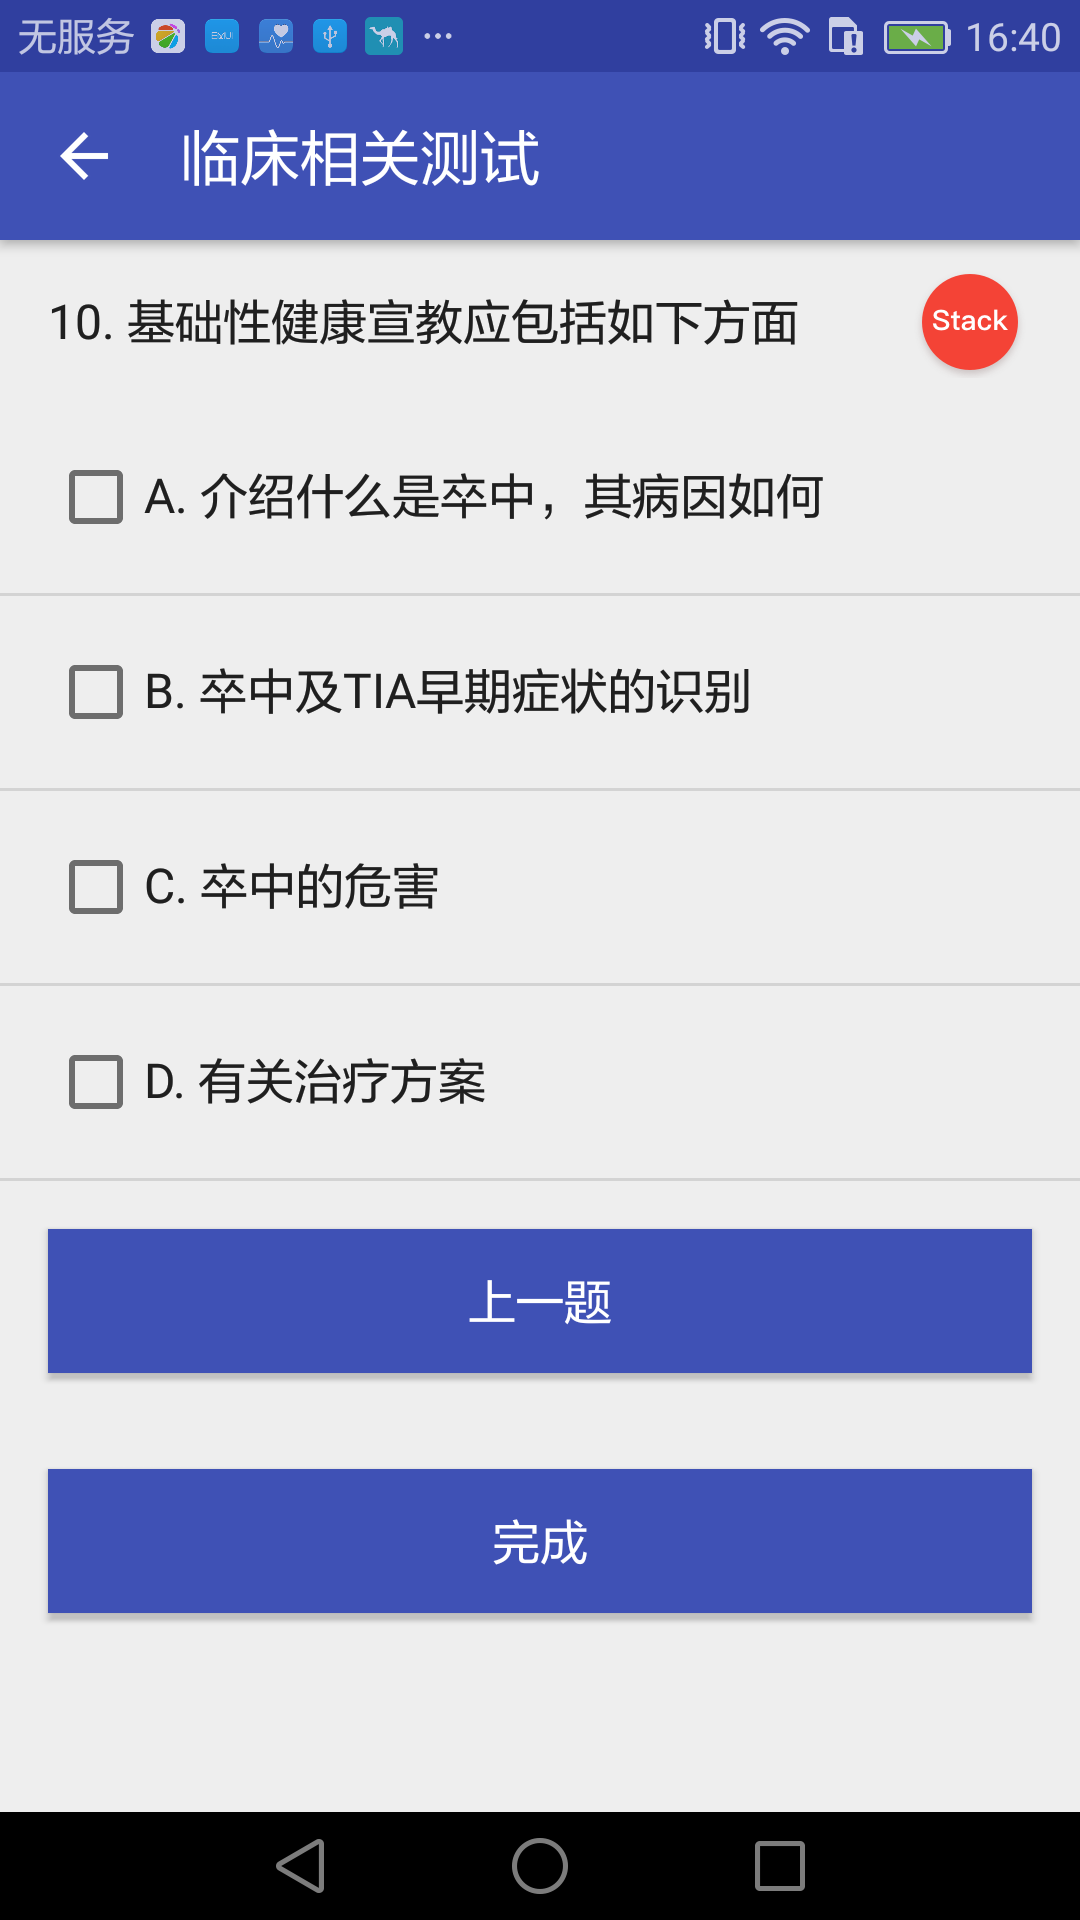 无服务 EMUI 16:40
临床相关测试
10. 基础性健康宣教应包括如下方面 Stack
A. 介绍什么是卒中，其病因如何
B. 卒中及TIA早期症状的识别
C. 卒中的危害
D. 有关治疗方案
上一题
完成